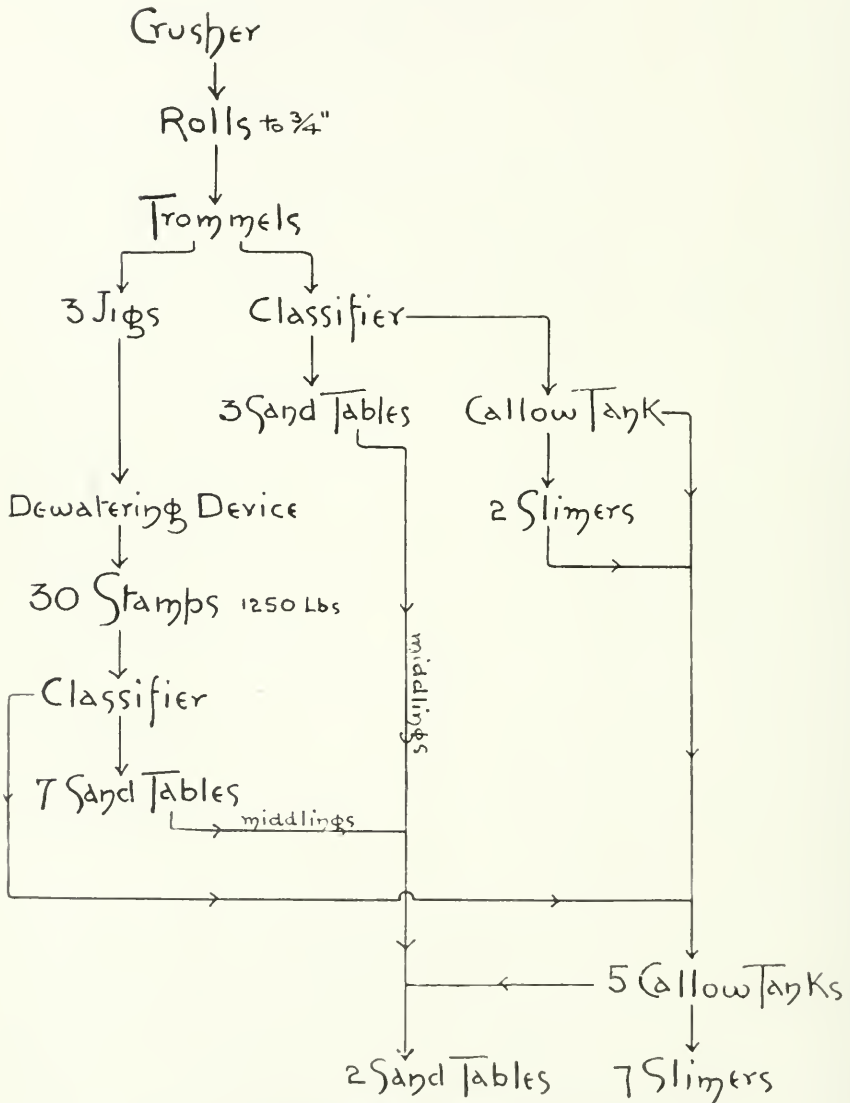 Crusher
Rolls to 3/4"
Trommels
3 Jigs
Classifier
3 Sand Tables
Callow Tank
Dewatering Device
2 Slimers
30 Stamps 1250 Lbs
middlings
Classifier
7 Sand Tables
middlings
5 Callow Tanks
2 Sand Tables
7 Slimers